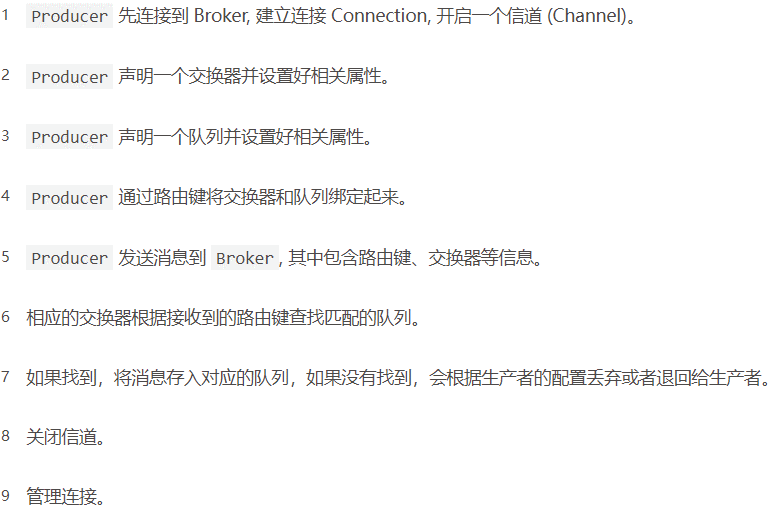 1 Producer 先连接到 Broker, 建立连接 Connection, 开启一个信道 (Channel)。
2 Producer 声明一个交换器并设置好相关属性。
3 Producer 声明一个队列并设置好相关属性。
4 Producer 通过路由键将交换器和队列绑定起来。
5 Producer 发送消息到 Broker, 其中包含路由键、交换器等信息。
6 相应的交换器根据接收到的路由键查找匹配的队列。
7 如果找到，将消息存入对应的队列，如果没有找到，会根据生产者的配置丢弃或者退回给生产者。
8 关闭信道。
9 管理连接。